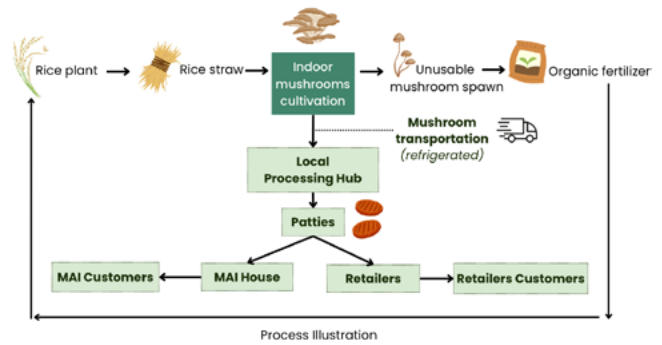 Rice plant
Rice straw
Indoor
mushrooms
cultivation
Unusable
mushroom spawn
Organic fertilizer
Mushroom
transportation
(refrigerated)
Local
Processing Hub
Patties
MAI Customers
MAI House
Retailers
Retailers Customers
Process Illustration